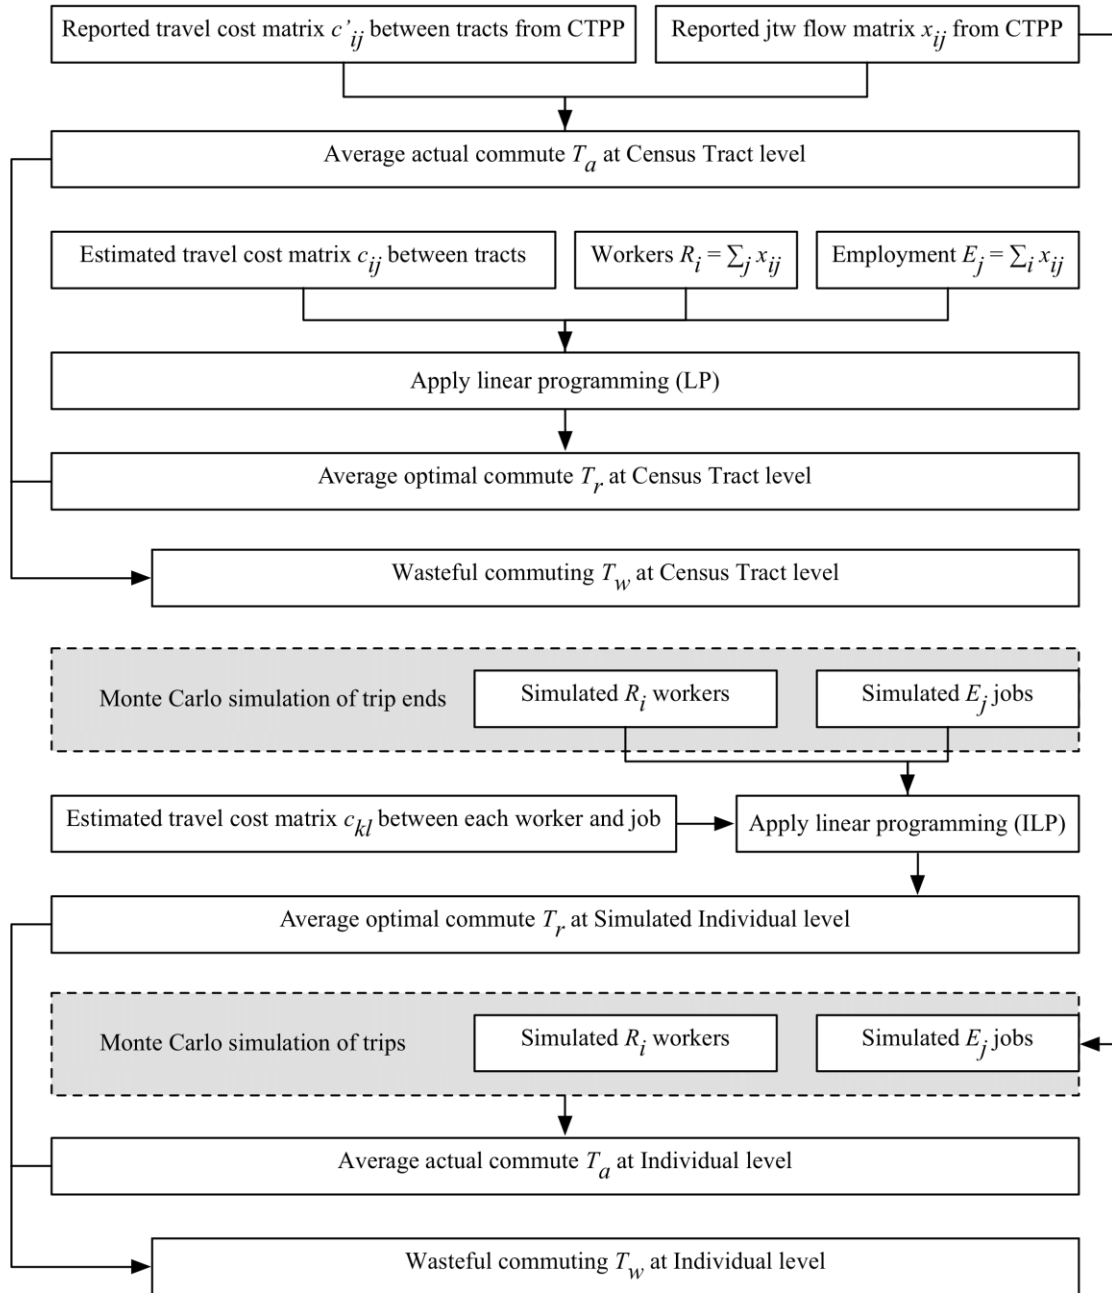 Reported travel cost matrix c’ij between tracts from CTPP
Reported jtw flow matrix xij from CTPP
Average actual commute Ta at Census Tract level
Estimated travel cost matrix cij between tracts
Workers Ri = ∑j xij
Employment Ej = ∑i xij
Apply linear programming (LP)
Average optimal commute Tr at Census Tract level
Wasteful commuting Tw at Census Tract level
Monte Carlo simulation of trip ends
Simulated Ri workers
Simulated Ej jobs
Estimated travel cost matrix ckl between each worker and job
Apply linear programming (ILP)
Average optimal commute Tr at Simulated Individual level
Monte Carlo simulation of trips
Simulated Ri workers
Simulated Ej jobs
Average actual commute Ta at Individual level
Wasteful commuting Tw at Individual level